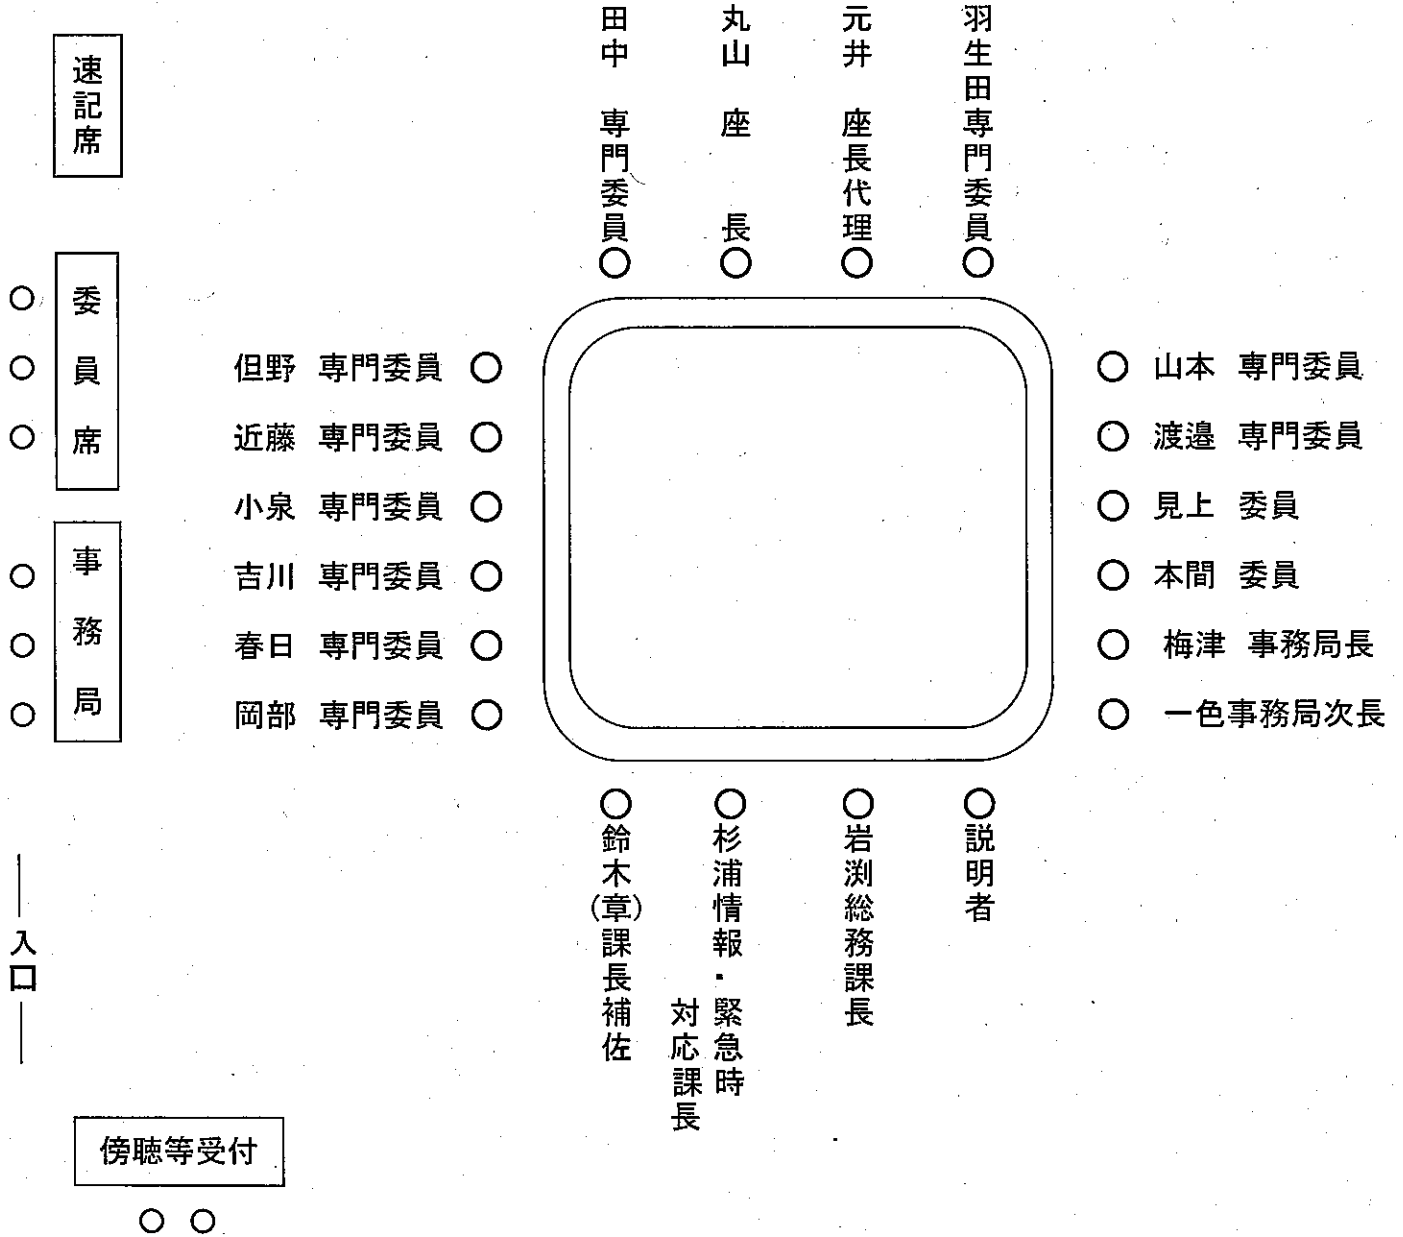 速記席
田中 専門委員
丸山 座長
元井 座長代理
羽生田専門委員
委員席
但野 専門委員
近藤 専門委員
小泉 専門委員
吉川 専門委員
春日 専門委員
岡部 専門委員
山本 専門委員
渡邉 専門委員
見上 委員
本間 委員
梅津 事務局長
一色事務局次長
事務局
鈴木(章)課長補佐
杉浦情報・緊急時
対応課長
岩渕総務課長
説明者
入口
傍聴等受付